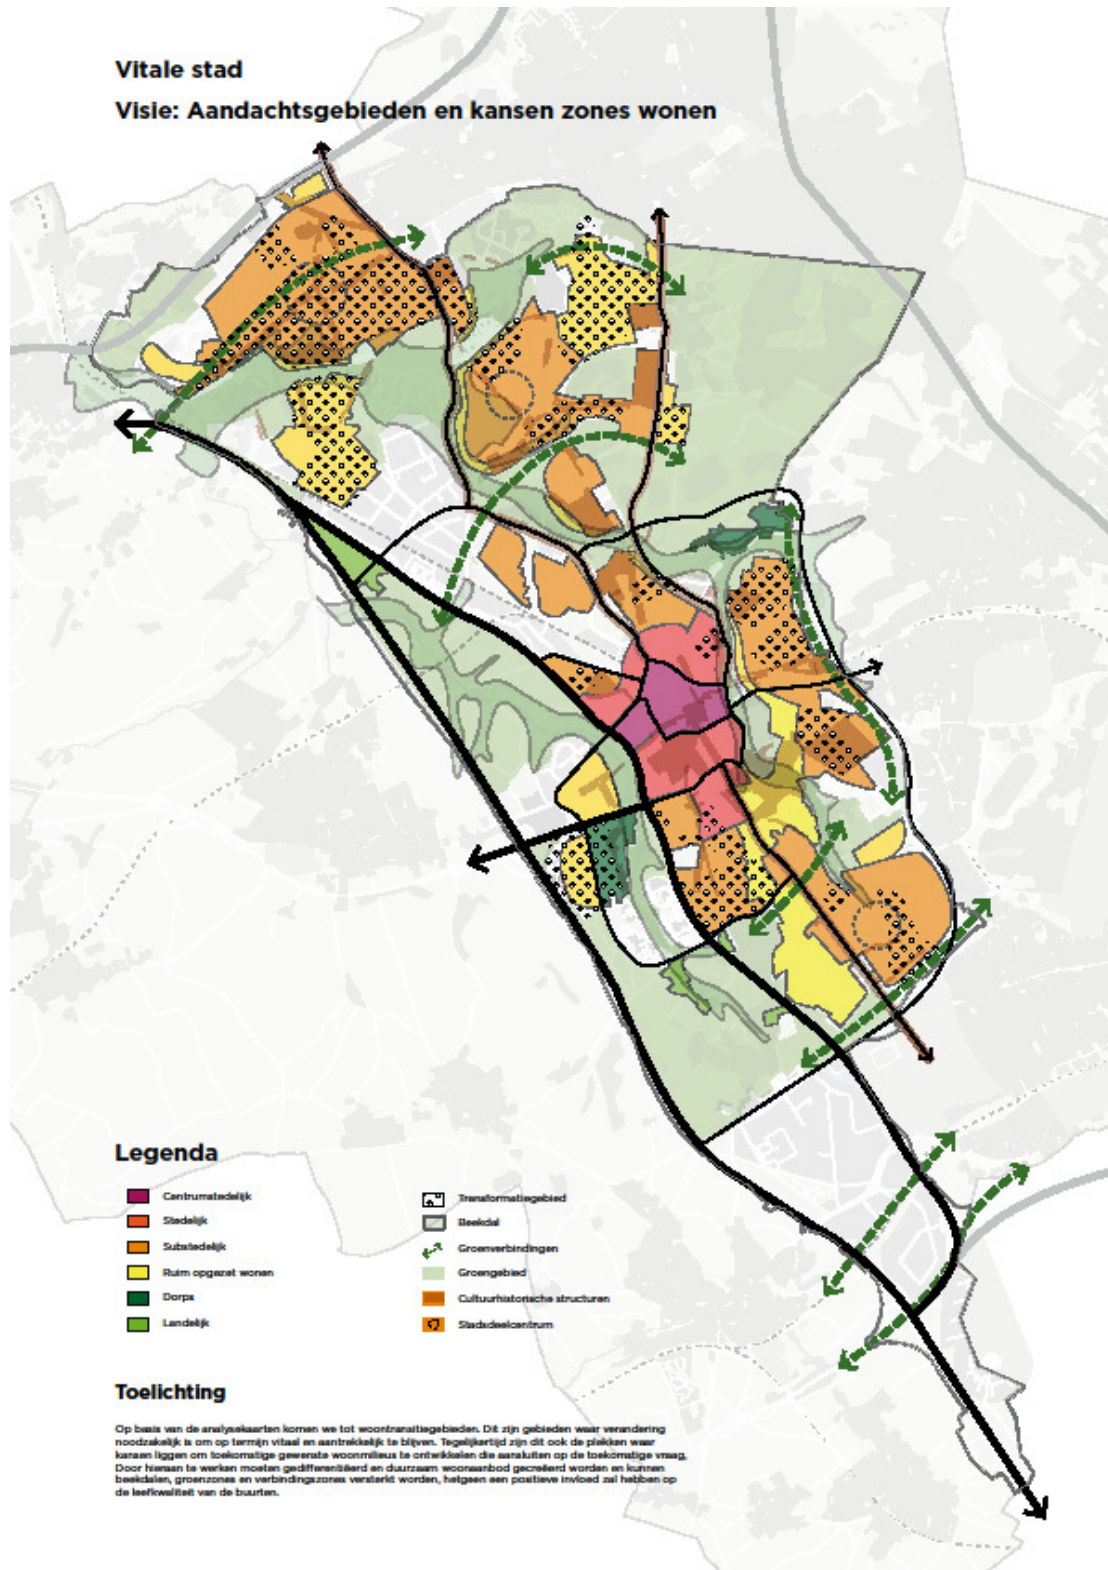 Vitale stad
Visie: Aandachtsgebieden en kansen zones wonen
Legenda
Centrumstedelijk
Stedelijk
Substedelijk
Ruim opgezet wonen
Dorps
Landelijk
Transformatiegebied
Beekdal
Groenverbindingen
Groengebied
Cultuurhistorische structuren
Stadsdeelcentrum
Toelichting
Op basis van de analysekaarten komen we tot woontransitiegebieden. Dit zijn gebieden waar verandering
noodzakelijk is om op termijn vitaal en aantrekkelijk te blijven. Tegelijkertijd zijn dit ook de plekken waar
kansen liggen om toekomstige gewenste woonmilieus te ontwikkelen die aansluiten op de toekomstige vraag.
Door hieraan te werken moeten gedifferentieerd en duurzaam woonaanbod gecreëerd worden en kunnen
beekdalen, groenzones en verbindingszones versterkt worden, hetgeen een positieve invloed zal hebben op
de leefkwaliteit van de buurten.